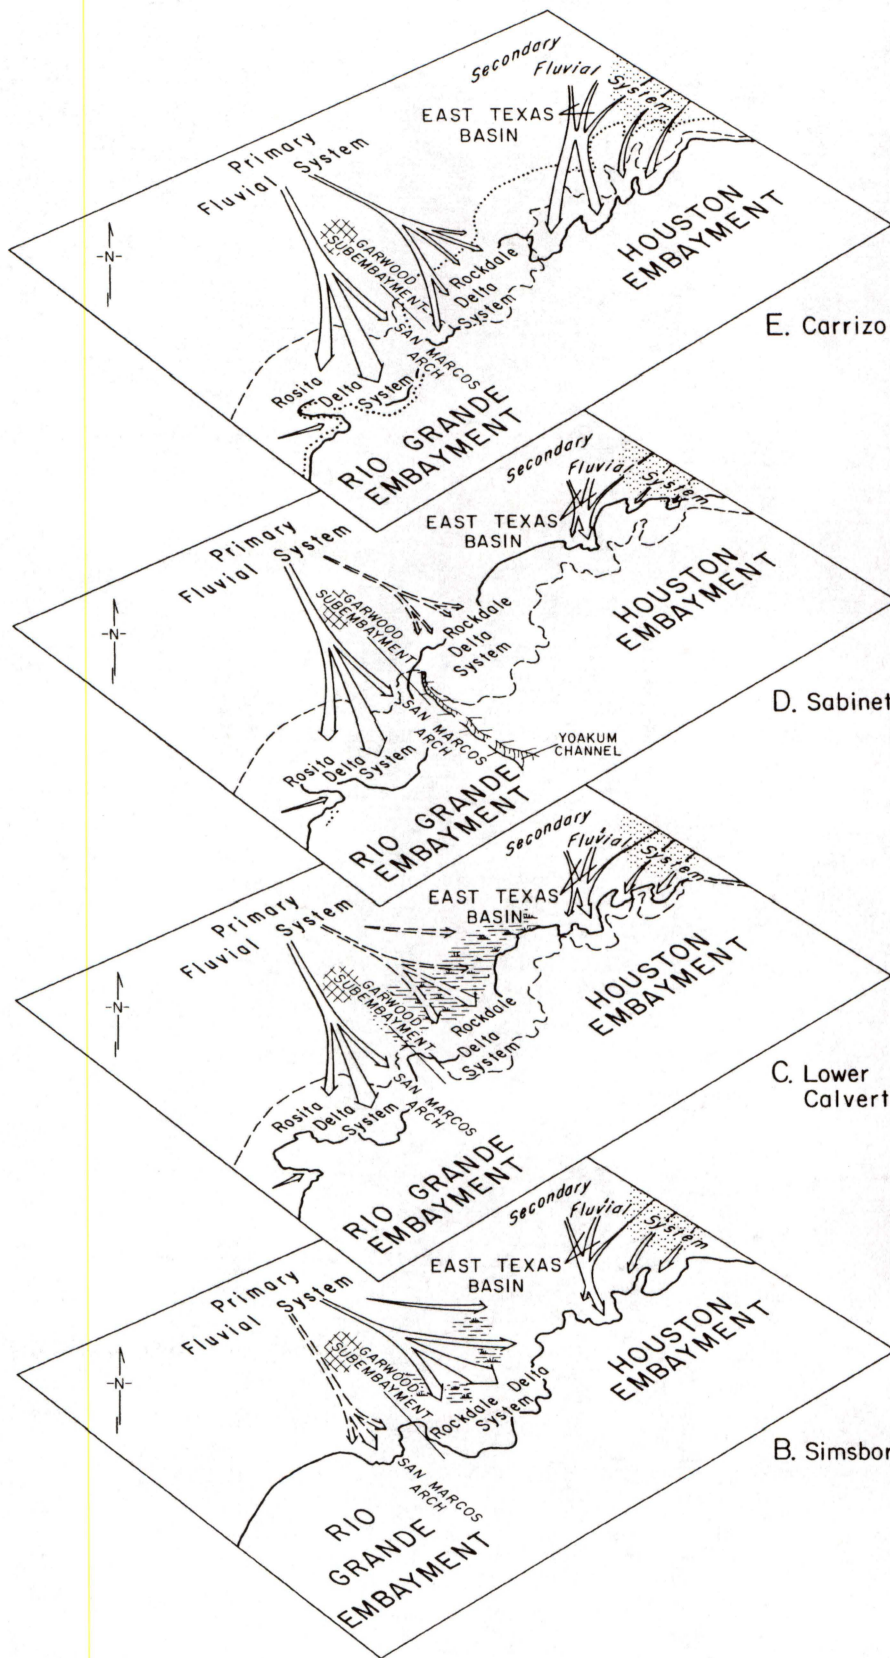 Secondary
Fluvial
System
EAST TEXAS
BASIN
Primary
Fluvial System
HOUSTON
EMBAYMENT
-N-
GARWOOD
SUBEMBAYMENT
Rockdale
Delta
System
SAN MARCOS
ARCH
Rosita
Delta
System
RIO GRANDE
EMBAYMENT
E. Carrizo
Secondary
Fluvial
System
EAST TEXAS
BASIN
Primary
Fluvial System
HOUSTON
EMBAYMENT
-N-
GARWOOD
SUBEMBAYMENT
Rockdale
Delta
System
SAN MARCOS
ARCH
YOAKUM
CHANNEL
Rosita
Delta
System
RIO GRANDE
EMBAYMENT
D. Sabinet
Secondary
Fluvial
System
EAST TEXAS
BASIN
Primary
Fluvial System
HOUSTON
EMBAYMENT
-N-
GARWOOD
SUBEMBAYMENT
Rockdale
Delta
System
SAN MARCOS
ARCH
Rosita
Delta
System
RIO GRANDE
EMBAYMENT
C. Lower
Calvert
Secondary
Fluvial
System
EAST TEXAS
BASIN
Primary
Fluvial System
HOUSTON
EMBAYMENT
-N-
GARWOOD
SUBEMBAYMENT
Rockdale Delta
System
SAN MARCOS
ARCH
RIO
GRANDE
EMBAYMENT
B. Simsbor